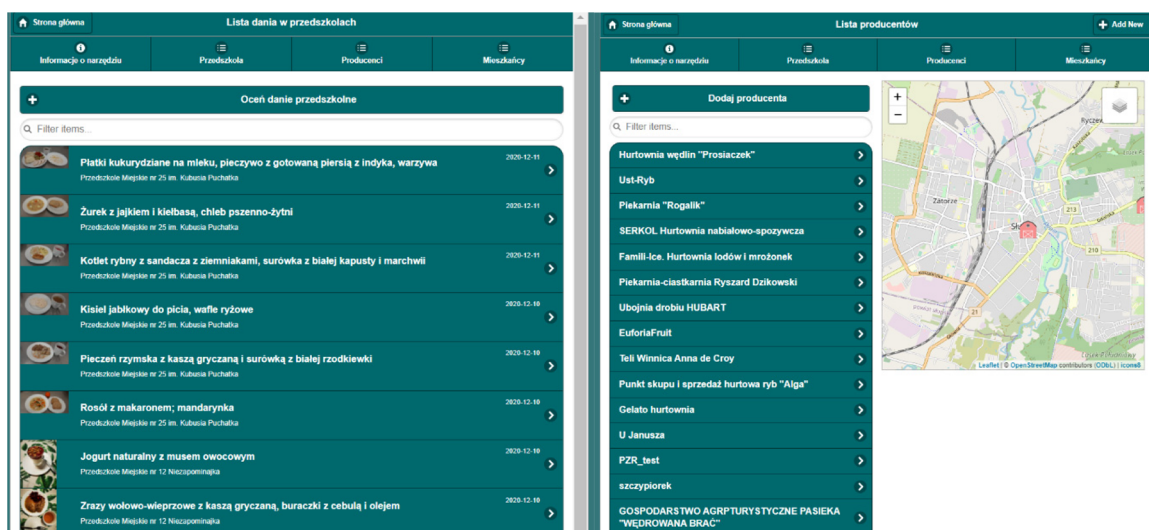 Strona główna
Lista dania w przedszkolach
Informacje o narzędziu
Przedszkola
Producenci
Mieszkańcy
Oceń danie przedszkolne
Filter items...
Płatki kukurydziane na mleku, pieczywo z gotowaną piersią z indyka, warzywa
2020-12-11
Przedszkole Miejskie nr 25 im. Kubusia Puchatka
Żurek z jajkiem i kiełbasą, chleb pszenno-żytni
2020-12-11
Przedszkole Miejskie nr 25 im. Kubusia Puchatka
Kotlet rybny z sandacza z ziemniakami, surówka z białej kapusty i marchwii
2020-12-11
Przedszkole Miejskie nr 25 im. Kubusia Puchatka
Kisiel jabłkowy do picia, wafle ryżowe
2020-12-10
Przedszkole Miejskie nr 25 im. Kubusia Puchatka
Pieczeń rzymska z kaszą gryczaną i surówką z białej rzodkiewki
2020-12-10
Przedszkole Miejskie nr 25 im. Kubusia Puchatka
Rosół z makaronem; mandarynka
2020-12-10
Przedszkole Miejskie nr 25 im. Kubusia Puchatka
Jogurt naturalny z musem owocowym
2020-12-10
Przedszkole Miejskie nr 12 Niezapominajka
Zrazy wołowo-wieprzowe z kaszą gryczaną, buraczki z cebulą i olejem
2020-12-10
Przedszkole Miejskie nr 12 Niezapominajka
Strona główna
Lista producentów
Add New
Informacje o narzędziu
Przedszkola
Producenci
Mieszkańcy
Dodaj producenta
Filter items...
Hurtownia wędlin "Prosiaczek"
Ust-Ryb
Piekarnia "Rogalik"
SERKOL Hurtownia nabiałowo-spożywcza
Famili-Ice. Hurtownia lodów i mrożonek
Piekarnia-ciastkarnia Ryszard Dzikowski
Ubojnia drobiu HUBART
EuforiaFruit
Teli Winnica Anna de Croy
Punkt skupu i sprzedaż hurtowa ryb "Alga"
Gelato hurtownia
U Janusza
PZR_test
szczypiorek
GOSPODARSTWO AGRPTURYSTYCZNE PASIEKA
"WĘDROWANA BRAĆ"
+
−
Zatorze
213
210
21
Leaflet | © OpenStreetMap contributors (ODbL) | icons8